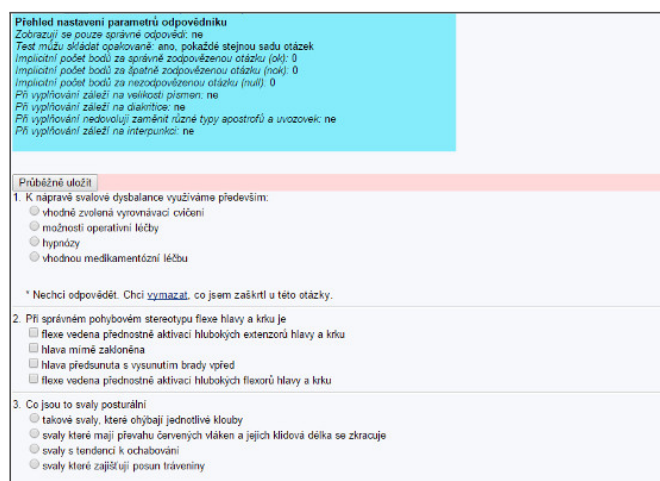 Přehled nastavení parametrů odpovědníku
Zobrazují se pouze správné odpovědi: ne
Test můžu skládat opakovaně: ano, pokaždé stejnou sadu otázek
Implicitní počet bodů za správně zodpovězenou otázku (ok): 0
Implicitní počet bodů za špatně zodpovězenou otázku (nok): 0
Implicitní počet bodů za nezodpovězenou otázku (null): 0
Při vyplňování záleží na velikosti písmen: ne
Při vyplňování záleží na diakritice: ne
Při vyplňování nedovoluji zaměnit různé typy apostrofů a uvozovek: ne
Při vyplňování záleží na interpunkci: ne
Průběžně uložit
1. K nápravě svalové dysbalance využíváme především:
vhodně zvolená vyrovnávací cvičení
možnosti operativní léčby
hypnózy
vhodnou medikamentózní léčbu
* Nechci odpovědět. Chci vymazat, co jsem zaškrtl u této otázky.
2. Při správném pohybovém stereotypu flexe hlavy a krku je
flexe vedena přednostně aktivací hlubokých extenzorů hlavy a krku
hlava mírně zakloněna
hlava předsunuta s vysunutím brady vpřed
flexe vedena přednostně aktivací hlubokých flexorů hlavy a krku
3. Co jsou to svaly posturální
takové svaly, které ohýbají jednotlivé klouby
svaly které mají převahu červených vláken a jejich klidová délka se zkracuje
svaly s tendencí k ochabování
svaly které zajišťují posun tráveniny